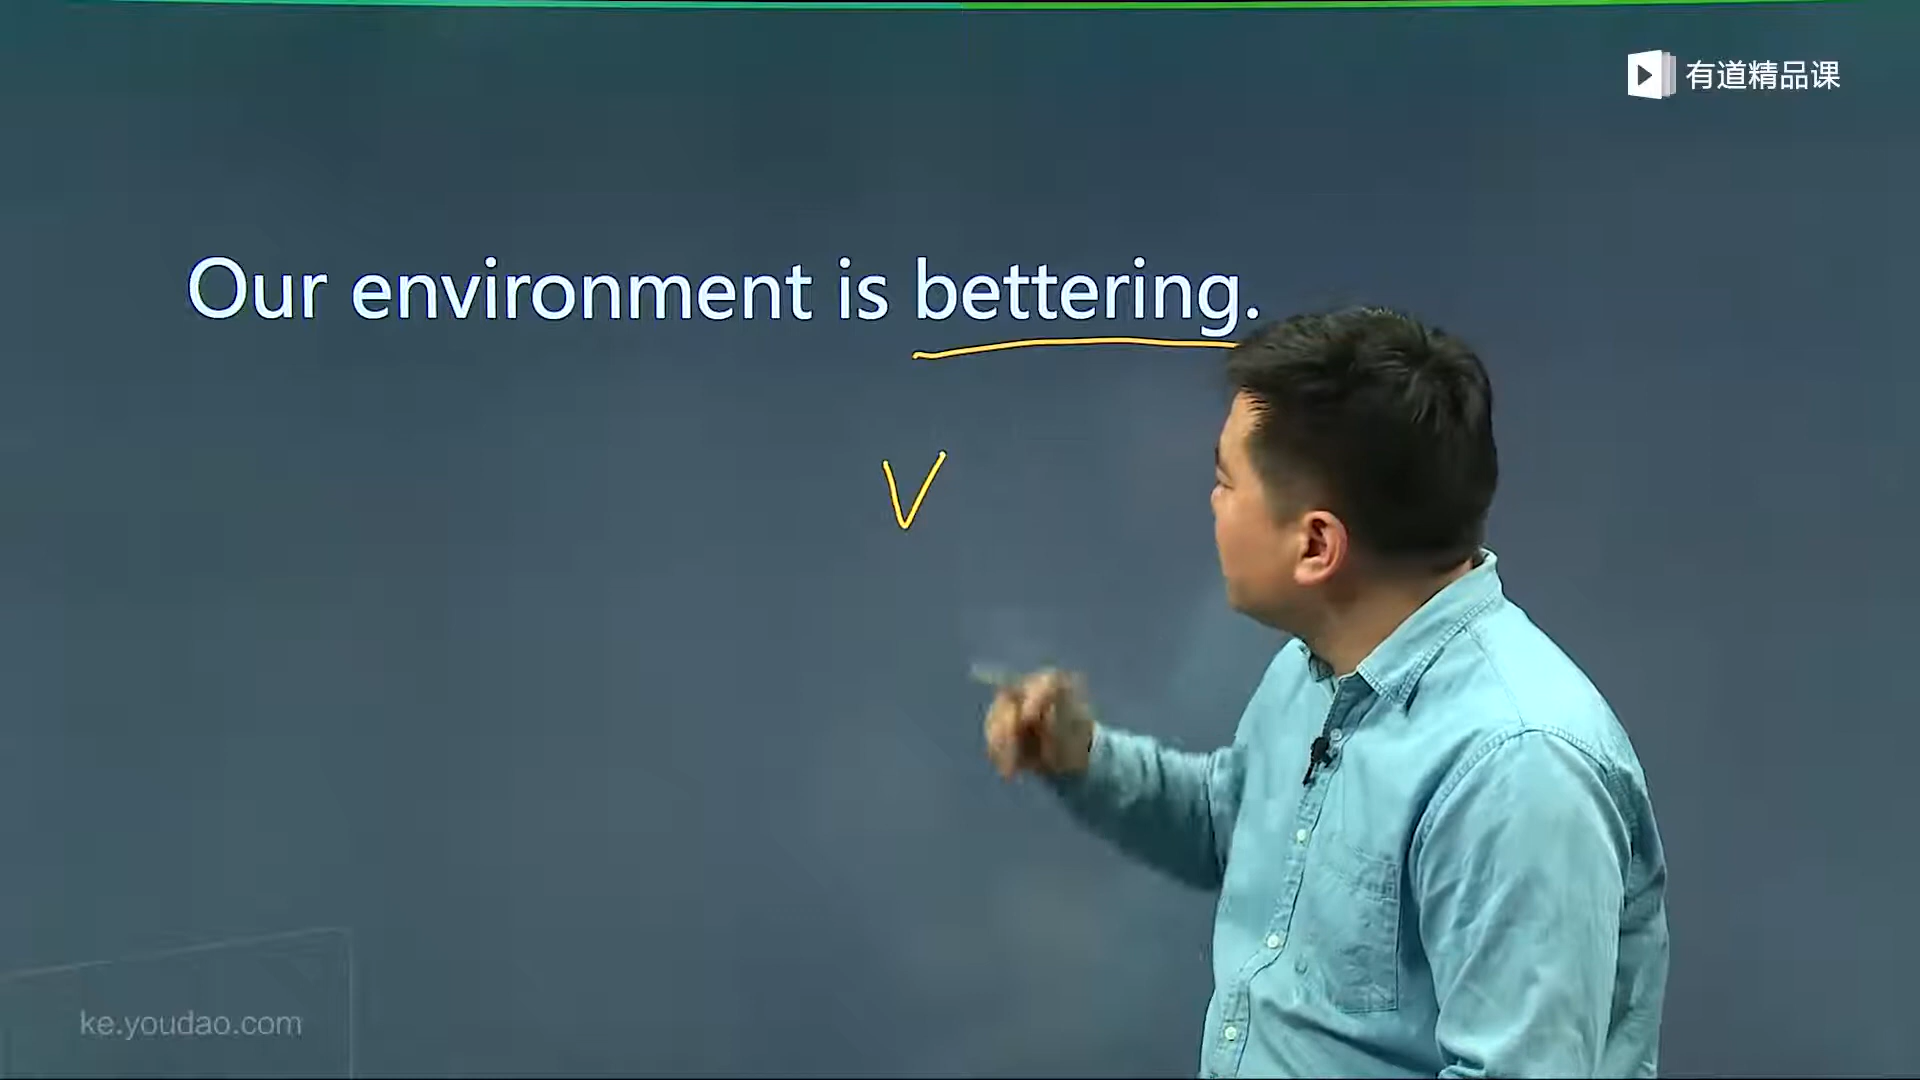 有道精品课
Our environment is bettering.
V
ke.youdao.com